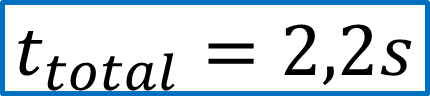 t_total = 2,2s